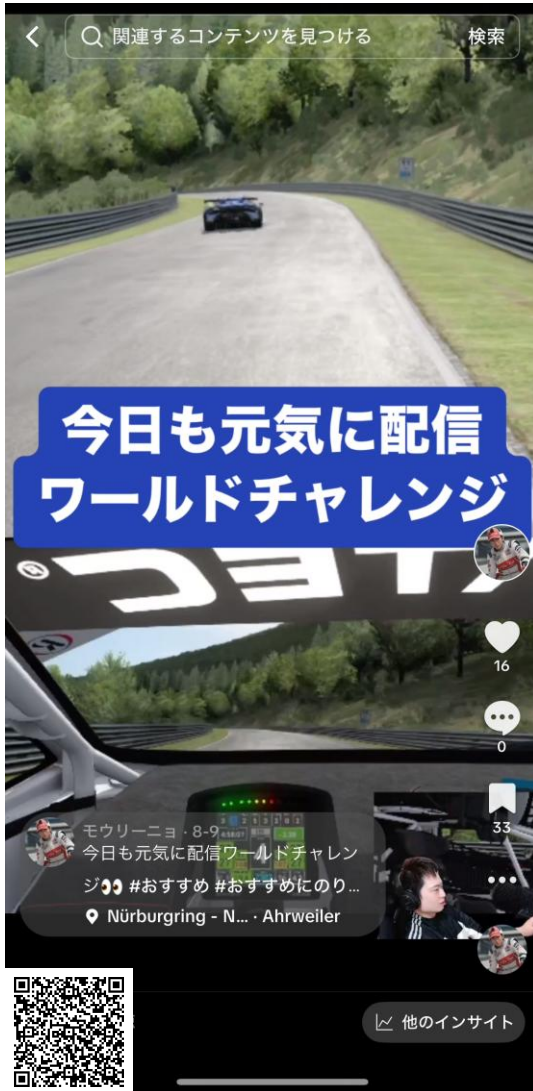 関連するコンテンツを見つける 検索
今日も元気に配信
ワールドチャレンジ
16
0
33
モウリーニョ · 8-9
今日も元気に配信ワールドチャレン
ジ👀 #おすすめ #おすすめにのり...
Nürburgring - N... · Ahrweiler
他のインサイト